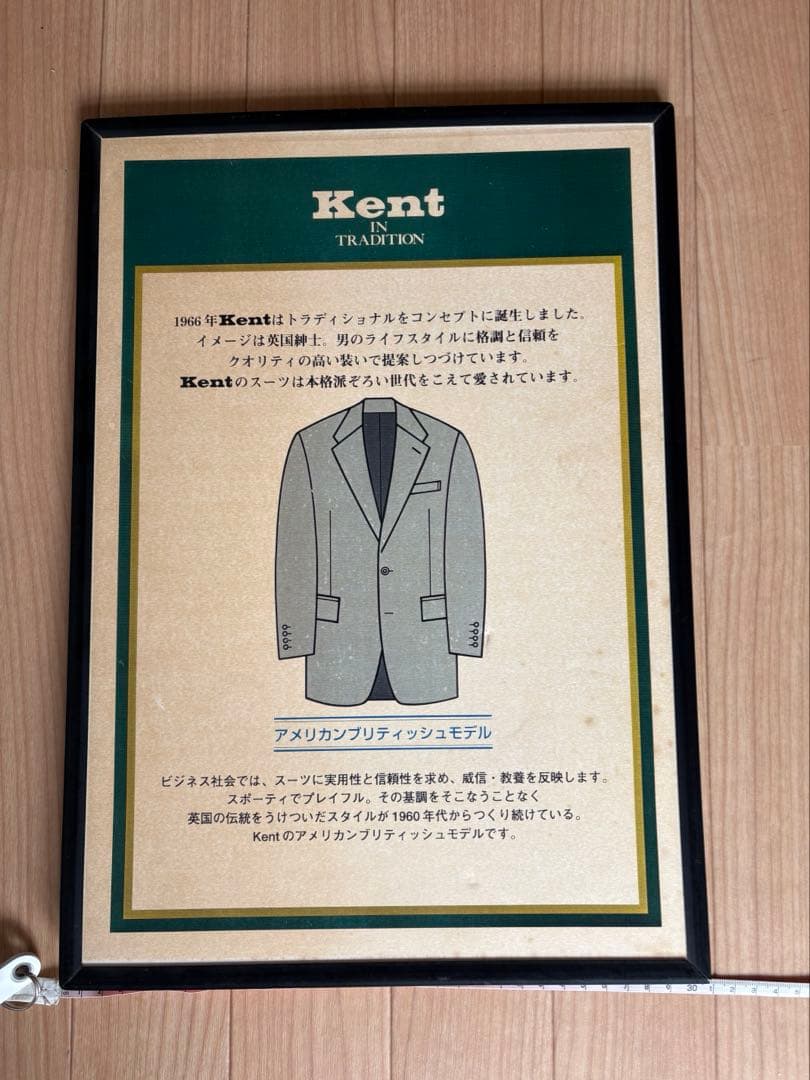 Kent
IN
TRADITION
1966年Kentはトラディショナルをコンセプトに誕生しました。
イメージは英国紳士。男のライフスタイルに格調と信頼を
クオリティの高い装いで提案しつづけています。
Kentのスーツは本格派ぞろい世代をこえて愛されています。
アメリカンブリティッシュモデル
ビジネス社会では、スーツに実用性と信頼性を求め、威信・教養を反映します。
スポーティでプレイフル。その基調をそこなうことなく
英国の伝統をうけついだスタイルが1960年代からつくり続けている。
Kentのアメリカンブリティッシュモデルです。
30